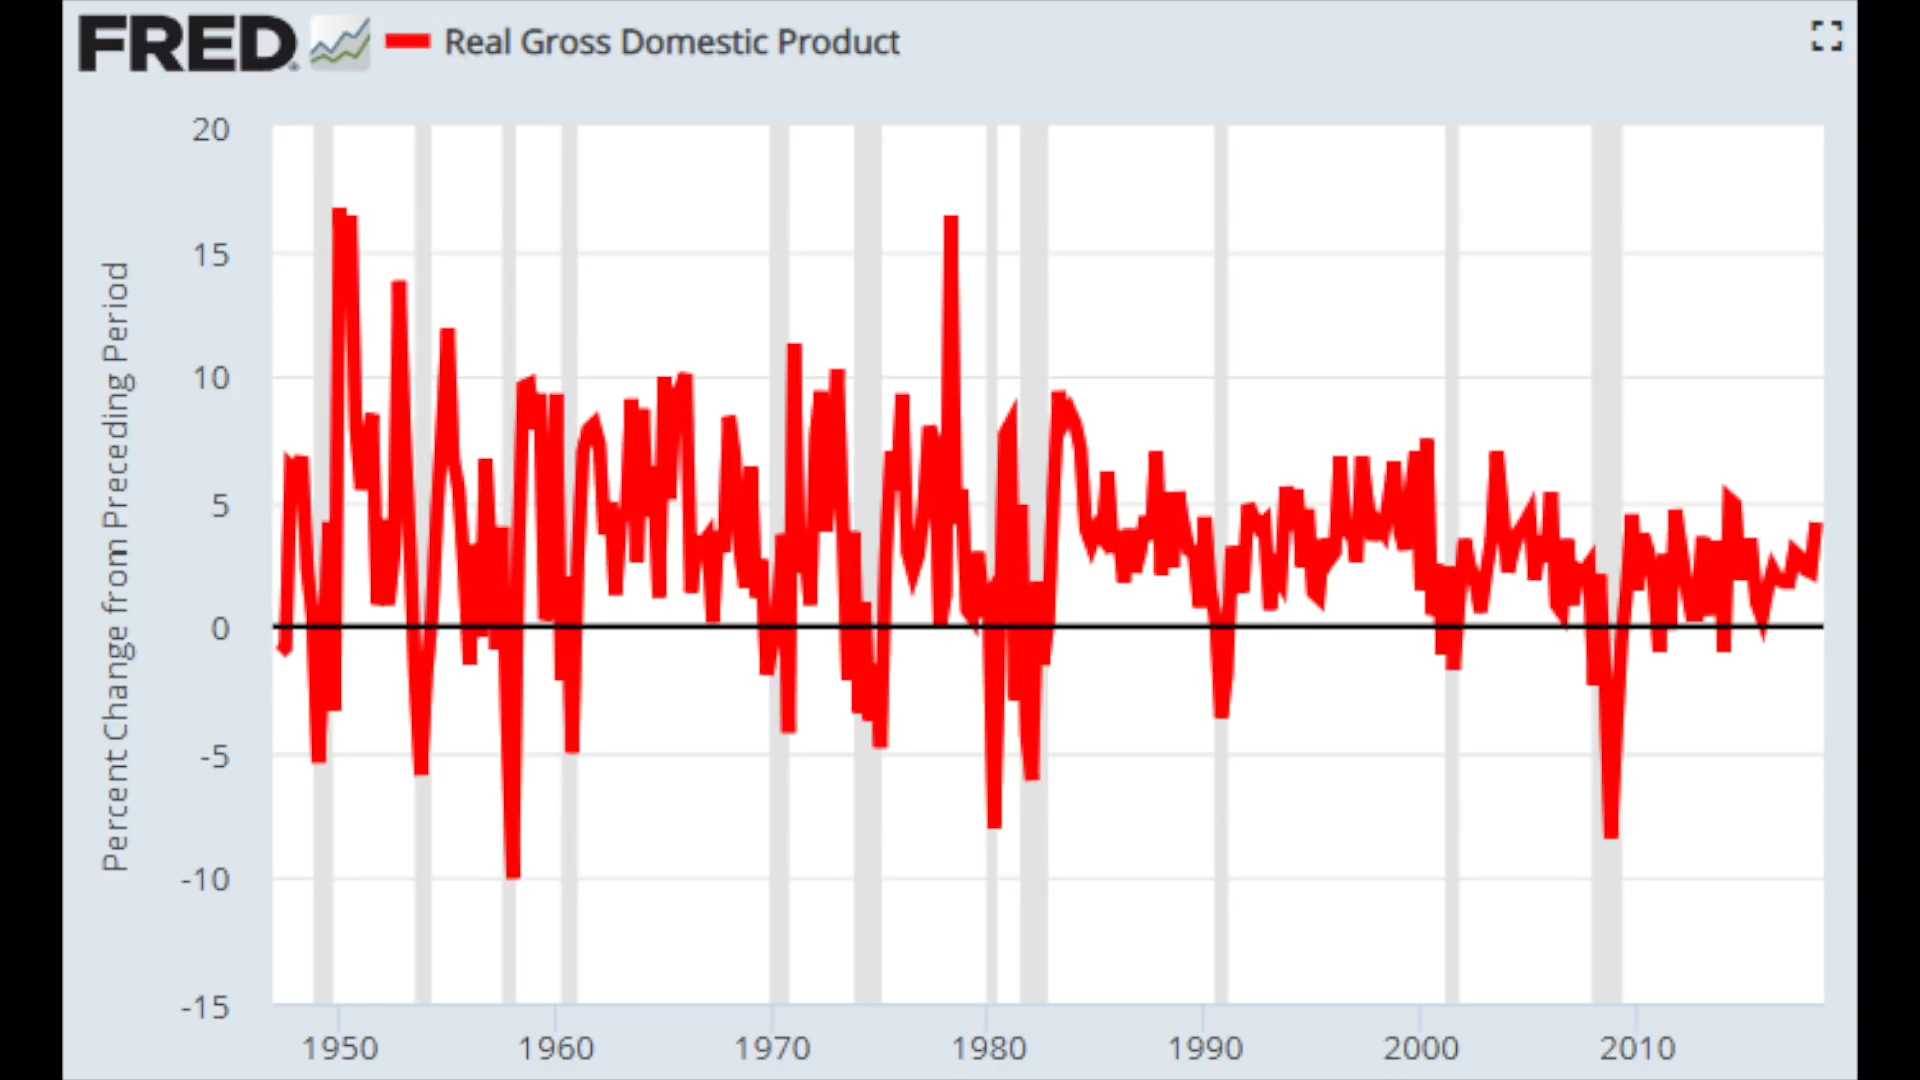 FRED
Real Gross Domestic Product
Percent Change from Preceding Period
20
15
10
5
0
-5
-10
-15
1950 1960 1970 1980 1990 2000 2010